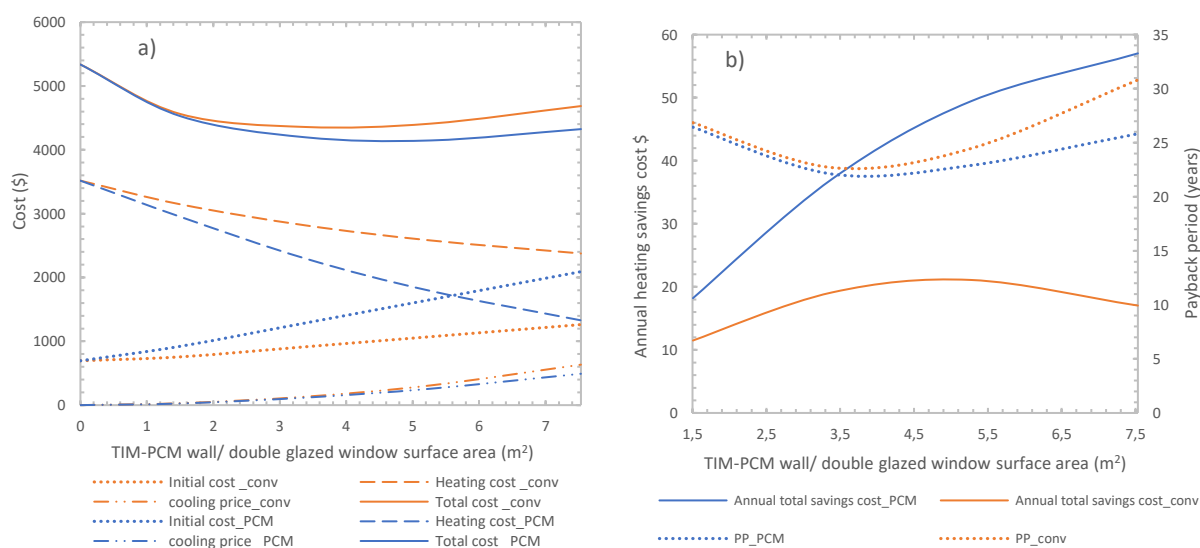 a)
6000
5000
4000
3000
2000
1000
0
Cost ($)
0 1 2 3 4 5 6 7
TIM-PCM wall/ double glazed window surface area (m²)
Initial cost _conv
Heating cost _conv
cooling price_conv
Total cost _conv
Initial cost_PCM
Heating cost_PCM
cooling price PCM
Total cost PCM
b)
60
50
40
30
20
10
0
Annual heating savings cost $
35
30
25
20
15
10
5
0
Payback period (years)
1,5 2,5 3,5 4,5 5,5 6,5 7,5
TIM-PCM wall/ double glazed window surface area (m²)
Annual total savings cost_PCM
Annual total savings cost_conv
PP_PCM
PP_conv